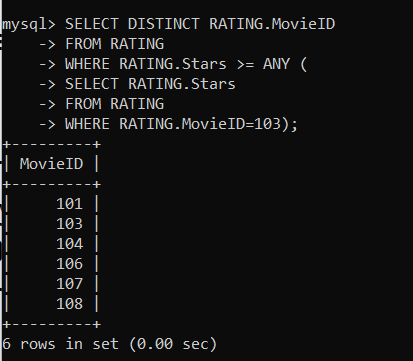 mysql> SELECT DISTINCT RATING.MovieID
    -> FROM RATING
    -> WHERE RATING.Stars >= ANY (
    -> SELECT RATING.Stars
    -> FROM RATING
    -> WHERE RATING.MovieID=103);
+---------+
| MovieID |
+---------+
|     101 |
|     103 |
|     104 |
|     106 |
|     107 |
|     108 |
+---------+
6 rows in set (0.00 sec)